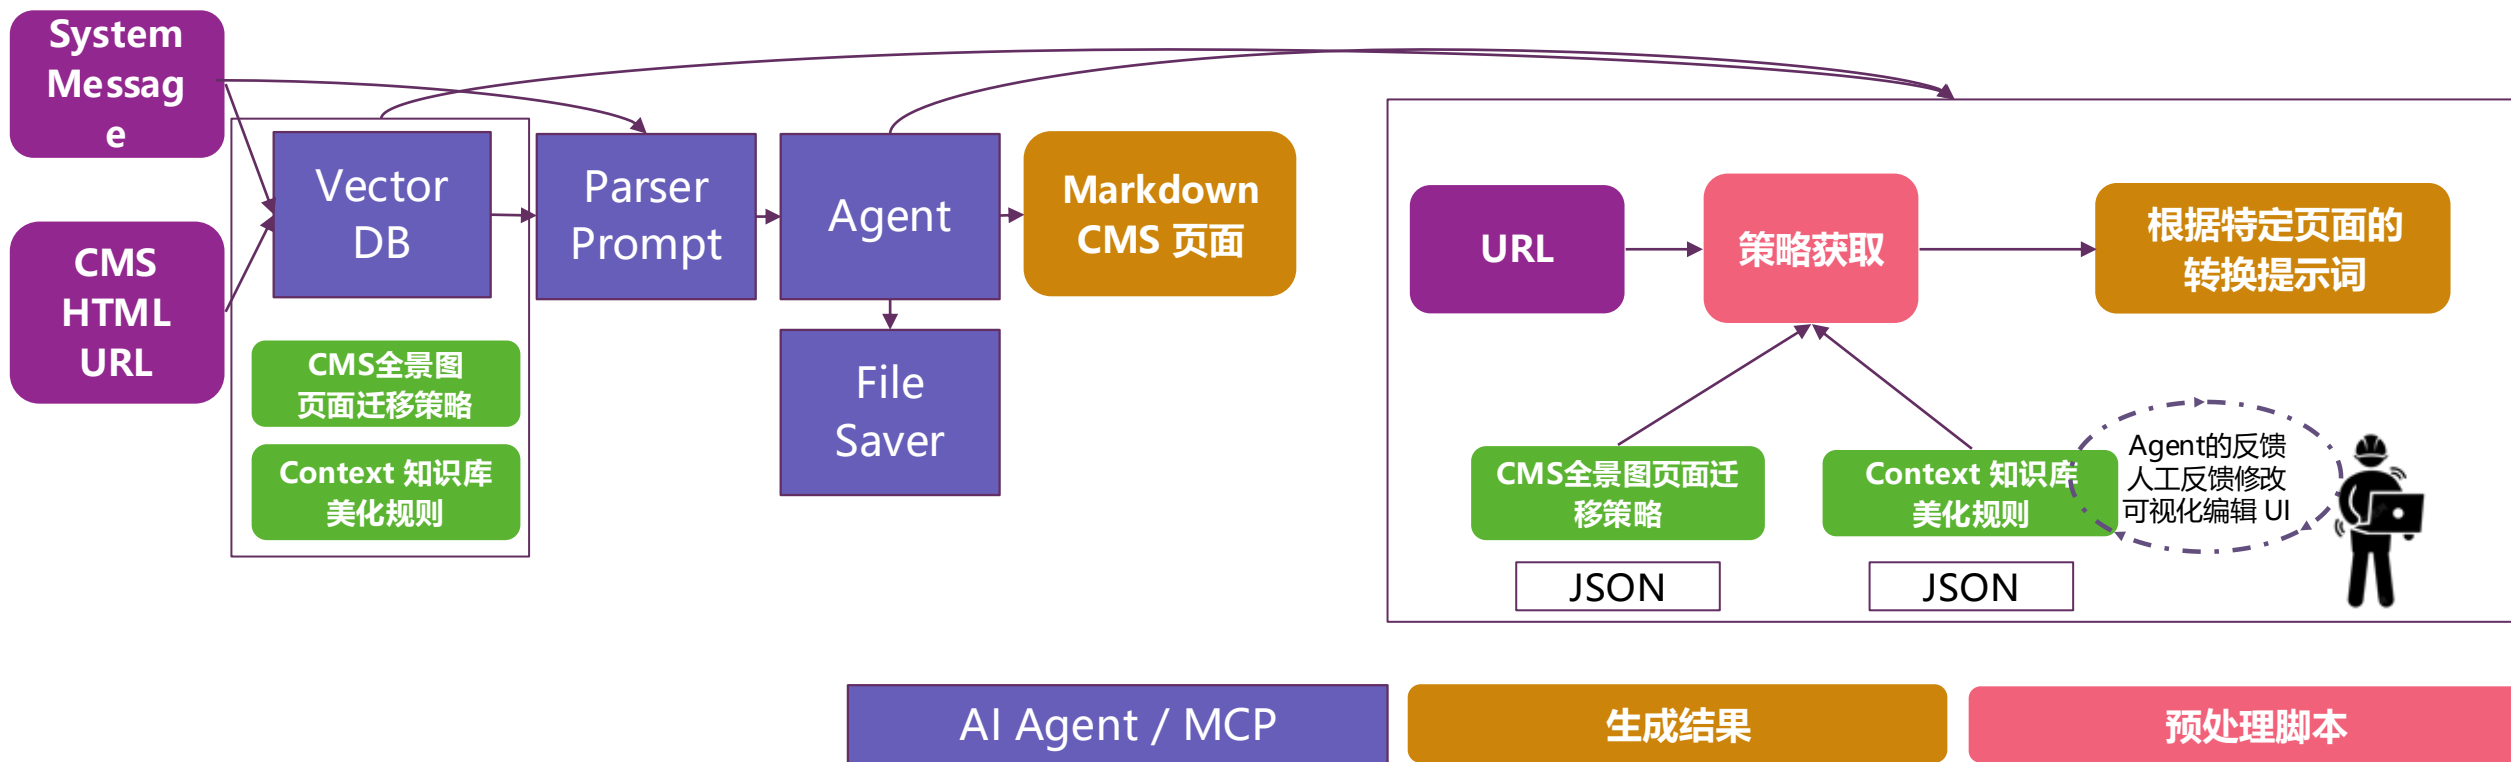 System
Messag
e
CMS
HTML
URL
Vector
DB
CMS全景图
页面迁移策略
Context 知识库
美化规则
Parser
Prompt
Agent
File
Saver
Markdown
CMS 页面
URL
策略获取
根据特定页面的
转换提示词
CMS全景图页面迁
移策略
JSON
Context 知识库
美化规则
JSON
Agent的反馈
人工反馈修改
可视化编辑 UI
AI Agent / MCP
生成结果
预处理脚本